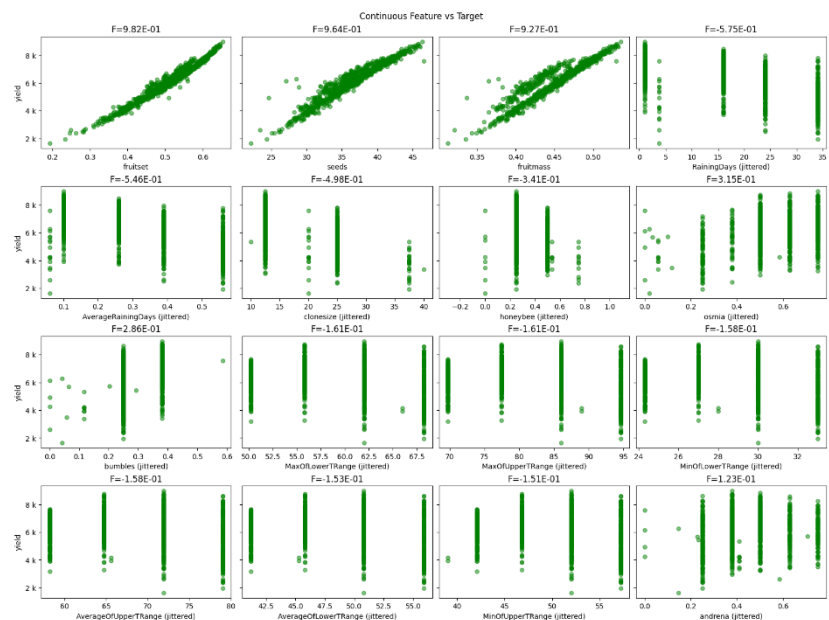 Continuous Feature vs Target
F=9.82E-01 F=9.64E-01 F=9.27E-01 F=-5.75E-01
8 k
6 k
yield
4 k
2 k
0.2 0.3 0.4 0.5 0.6 25 30 35 40 45 0.35 0.40 0.45 0.50 0 5 10 15 20 25 30 35
fruitset seeds fruitmass RainingDays (jittered)
F=-5.46E-01 F=-4.98E-01 F=-3.41E-01 F=3.15E-01
8 k
6 k
yield
4 k
2 k
0.1 0.2 0.3 0.4 0.5 10 15 20 25 30 35 40 −0.2 0.0 0.2 0.4 0.6 0.8 1.0 0.0 0.2 0.4 0.6
AverageRainingDays (jittered) clonesize (jittered) honeybee (jittered) osmia (jittered)
F=2.86E-01 F=-1.61E-01 F=-1.61E-01 F=-1.58E-01
8 k
6 k
yield
4 k
2 k
0.0 0.1 0.2 0.3 0.4 0.5 0.6 50.0 52.5 55.0 57.5 60.0 62.5 65.0 67.5 70 75 80 85 90 95 24 26 28 30 32
bumbles (jittered) MaxOfLowerTRange (jittered) MaxOfUpperTRange (jittered) MinOfLowerTRange (jittered)
F=-1.58E-01 F=-1.53E-01 F=-1.51E-01 F=1.23E-01
8 k
6 k
yield
4 k
2 k
60 65 70 75 80 42.5 45.0 47.5 50.0 52.5 55.0 40 45 50 55 0.0 0.2 0.4 0.6
AverageOfUpperTRange (jittered) AverageOfLowerTRange (jittered) MinOfUpperTRange (jittered) andrena (jittered)